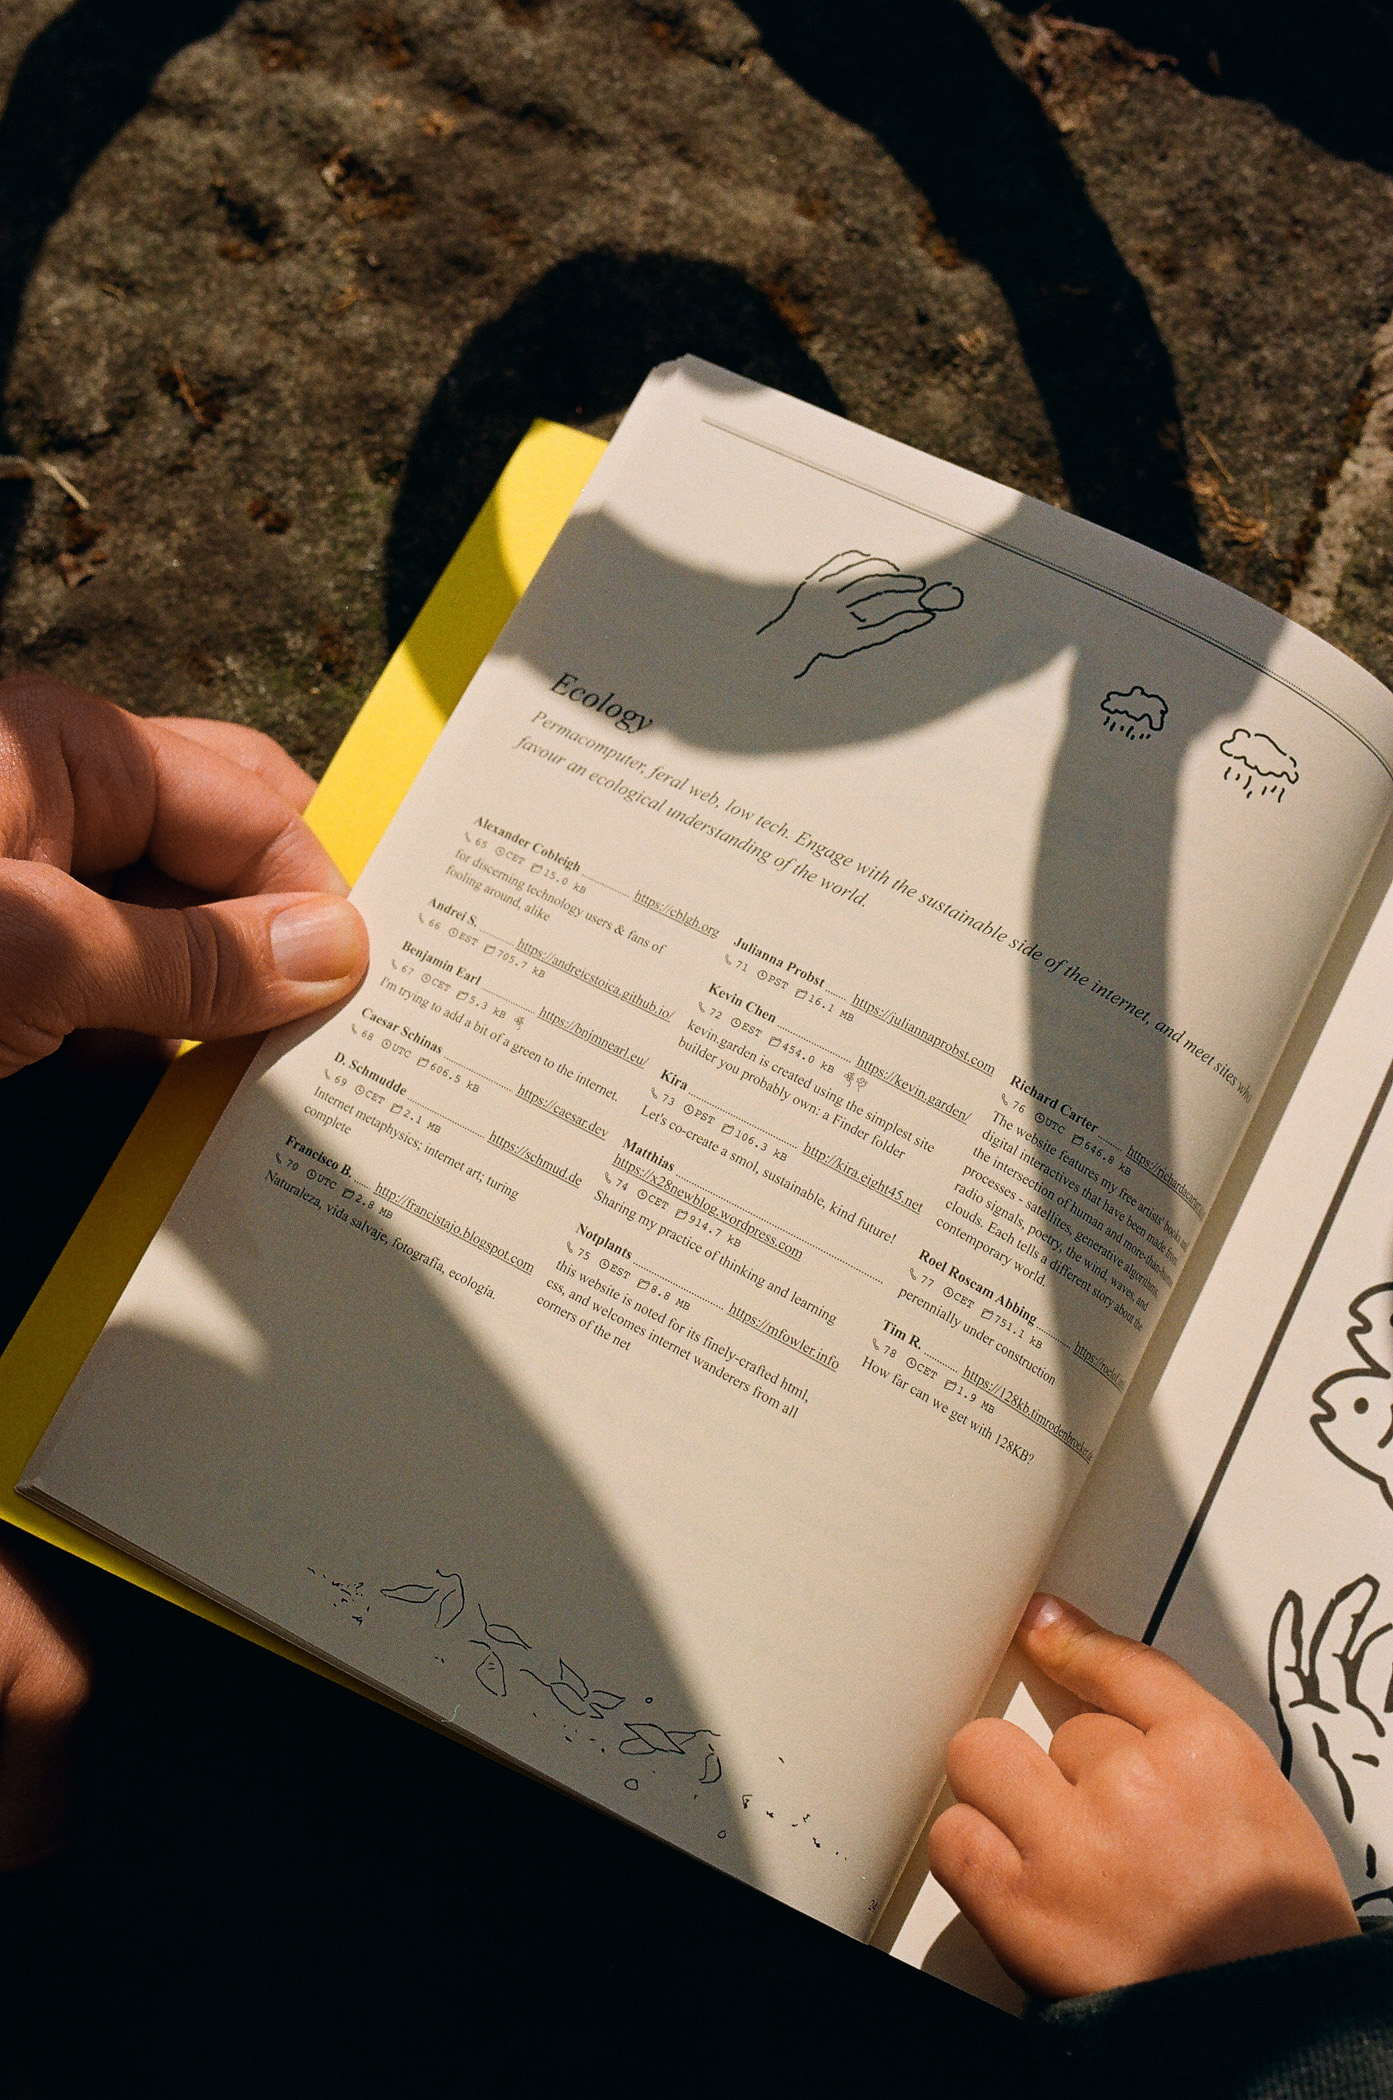 Ecology
Permacomputer, feral web, low tech. Engage with the sustainable side of the internet, and meet sites who
favour an ecological understanding of the world.
Alexander Cobleigh https://cblgh.org
65 CET 15.0 kB
for discerning technology users & fans of
fooling around, alike
Andrei S. https://andreicstoica.github.io/
66 EST 705.7 kB
Benjamin Earl https://bnjmnearl.eu/
67 CET 5.3 kB
I'm trying to add a bit of a green to the internet.
Caesar Schinas https://caesar.dev
68 UTC 606.5 kB
D. Schmudde https://schmud.de
69 CET 2.1 MB
Internet metaphysics; internet art; turing
complete
Francisco B. http://francistajo.blogspot.com
70 UTC 2.8 MB
Naturaleza, vida salvaje, fotografía, ecología.
Julianna Probst https://juliannaprobst.com
71 PST 16.1 MB
Kevin Chen https://kevin.garden/
72 EST 454.0 kB
kevin.garden is created using the simplest site
builder you probably own: a Finder folder
Kira http://kira.eight45.net
73 PST 106.3 kB
Let's co-create a smol, sustainable, kind future!
Matthias
https://x28newblog.wordpress.com
74 CET 914.7 kB
Sharing my practice of thinking and learning
Notplants https://mfowler.info
75 EST 8.8 MB
this website is noted for its finely-crafted html,
css, and welcomes internet wanderers from all
corners of the net
Richard Carter
76 UTC 646.8 kB
The website features my free artists' books and
digital interactives that have been made from
the intersection of human and more-than-human
processes - satellites, generative algorithms,
radio signals, poetry, the wind, waves, and
clouds. Each tells a different story about the
contemporary world.
Roel Roscam Abbing
77 CET 751.1 kB
perennially under construction
Tim R. https://128kb.timrodenbroeker.de
78 CET 1.9 MB
How far can we get with 128KB?